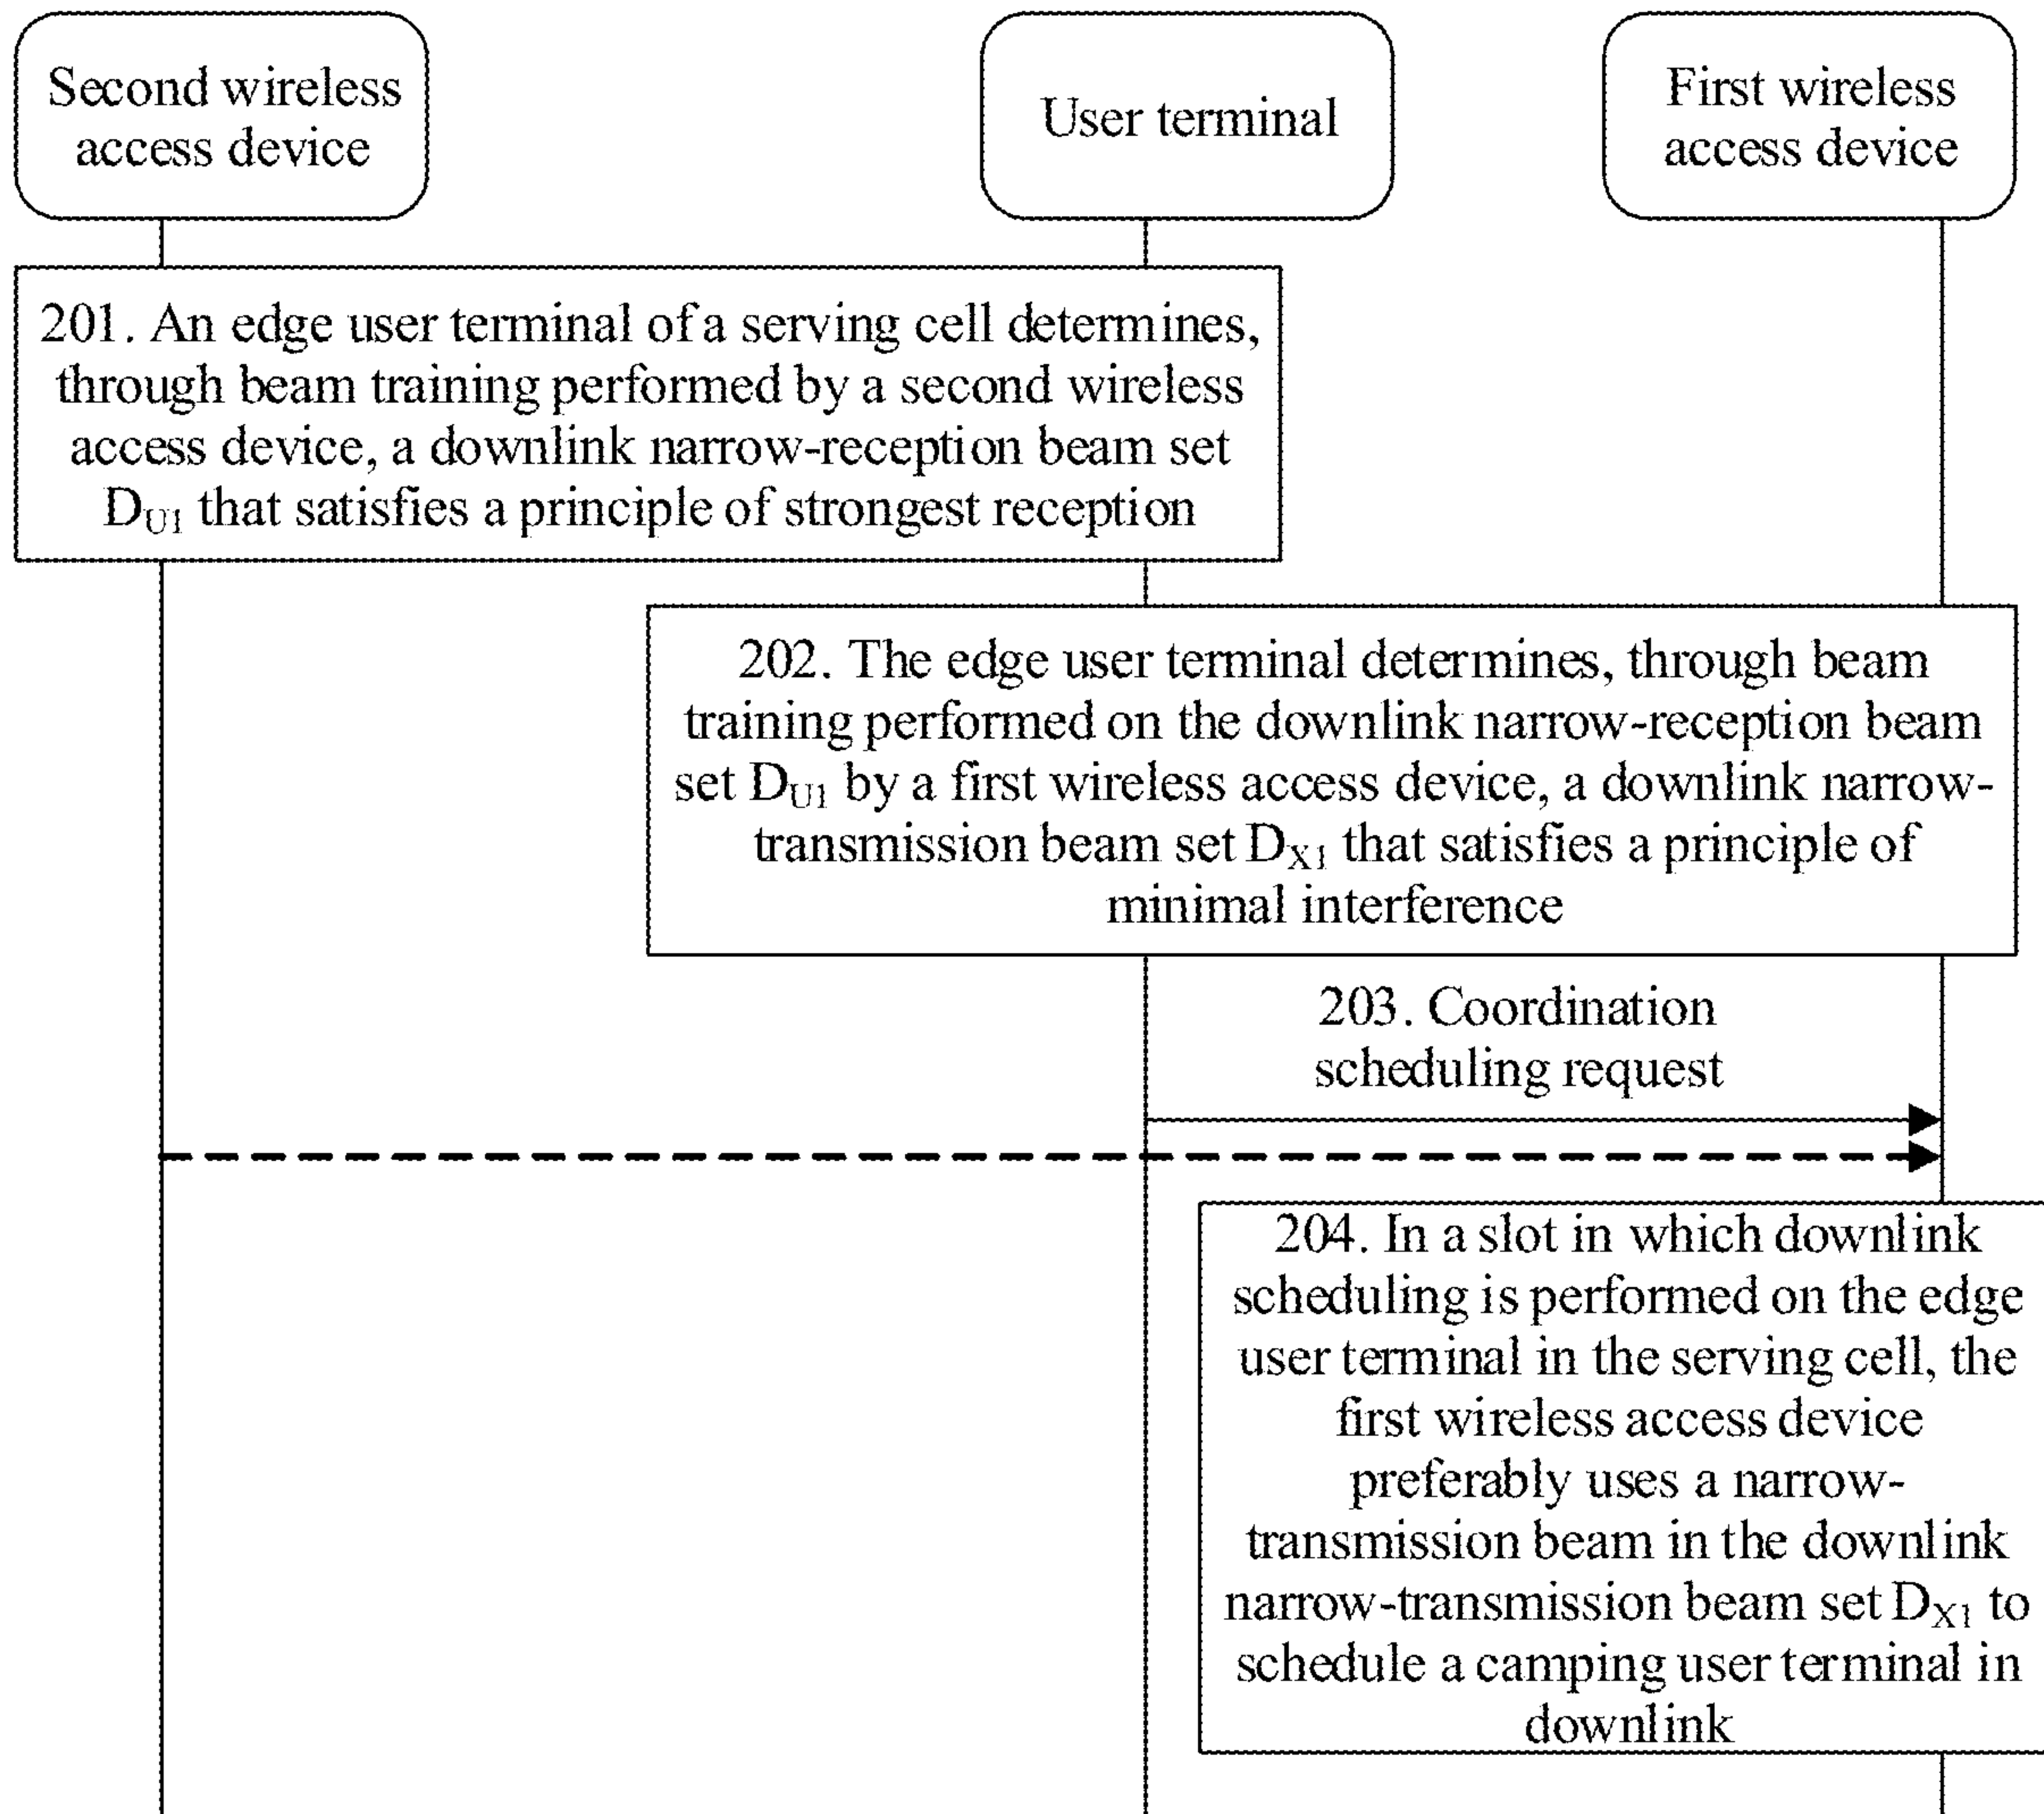 Second wireless
access device
User terminal
First wireless
access device
201. An edge user terminal of a serving cell determines,
through beam training performed by a second wireless
access device, a downlink narrow-reception beam set
D_U1 that satisfies a principle of strongest reception
202. The edge user terminal determines, through beam
training performed on the downlink narrow-reception beam
set D_U1 by a first wireless access device, a downlink narrow-
transmission beam set D_X1 that satisfies a principle of
minimal interference
203. Coordination
scheduling request
204. In a slot in which downlink
scheduling is performed on the edge
user terminal in the serving cell, the
first wireless access device
preferably uses a narrow-
transmission beam in the downlink
narrow-transmission beam set D_X1 to
schedule a camping user terminal in
downlink